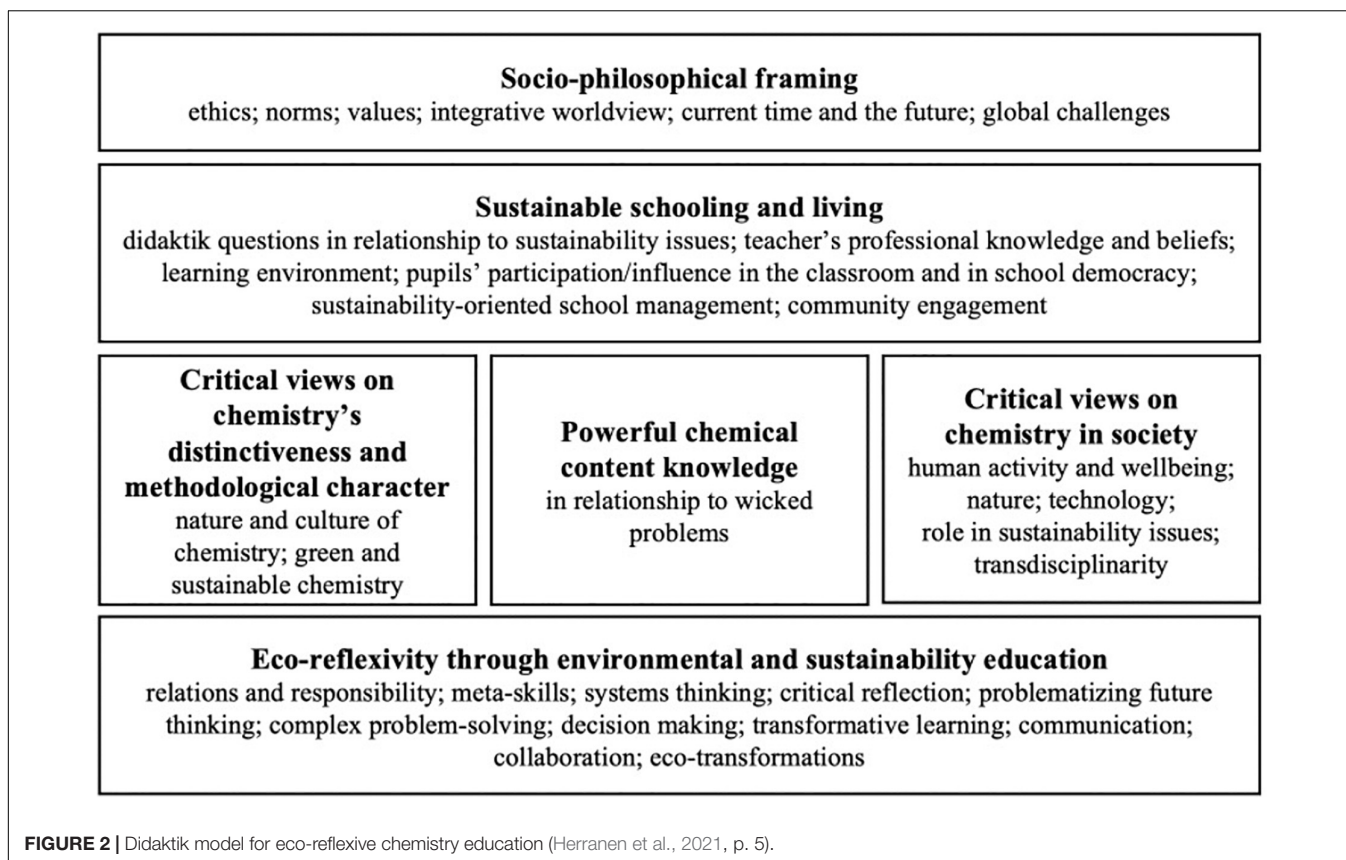 Socio-philosophical framing
ethics; norms; values; integrative worldview; current time and the future; global challenges
Sustainable schooling and living
didaktik questions in relationship to sustainability issues; teacher's professional knowledge and beliefs;
learning environment; pupils' participation/influence in the classroom and in school democracy;
sustainability-oriented school management; community engagement
Critical views on
chemistry's
distinctiveness and
methodological character
nature and culture of
chemistry; green and
sustainable chemistry
Powerful chemical
content knowledge
in relationship to wicked
problems
Critical views on
chemistry in society
human activity and wellbeing;
nature; technology;
role in sustainability issues;
transdisciplinarity
Eco-reflexivity through environmental and sustainability education
relations and responsibility; meta-skills; systems thinking; critical reflection; problematizing future
thinking; complex problem-solving; decision making; transformative learning; communication;
collaboration; eco-transformations
FIGURE 2 | Didaktik model for eco-reflexive chemistry education (Herranen et al., 2021, p. 5).